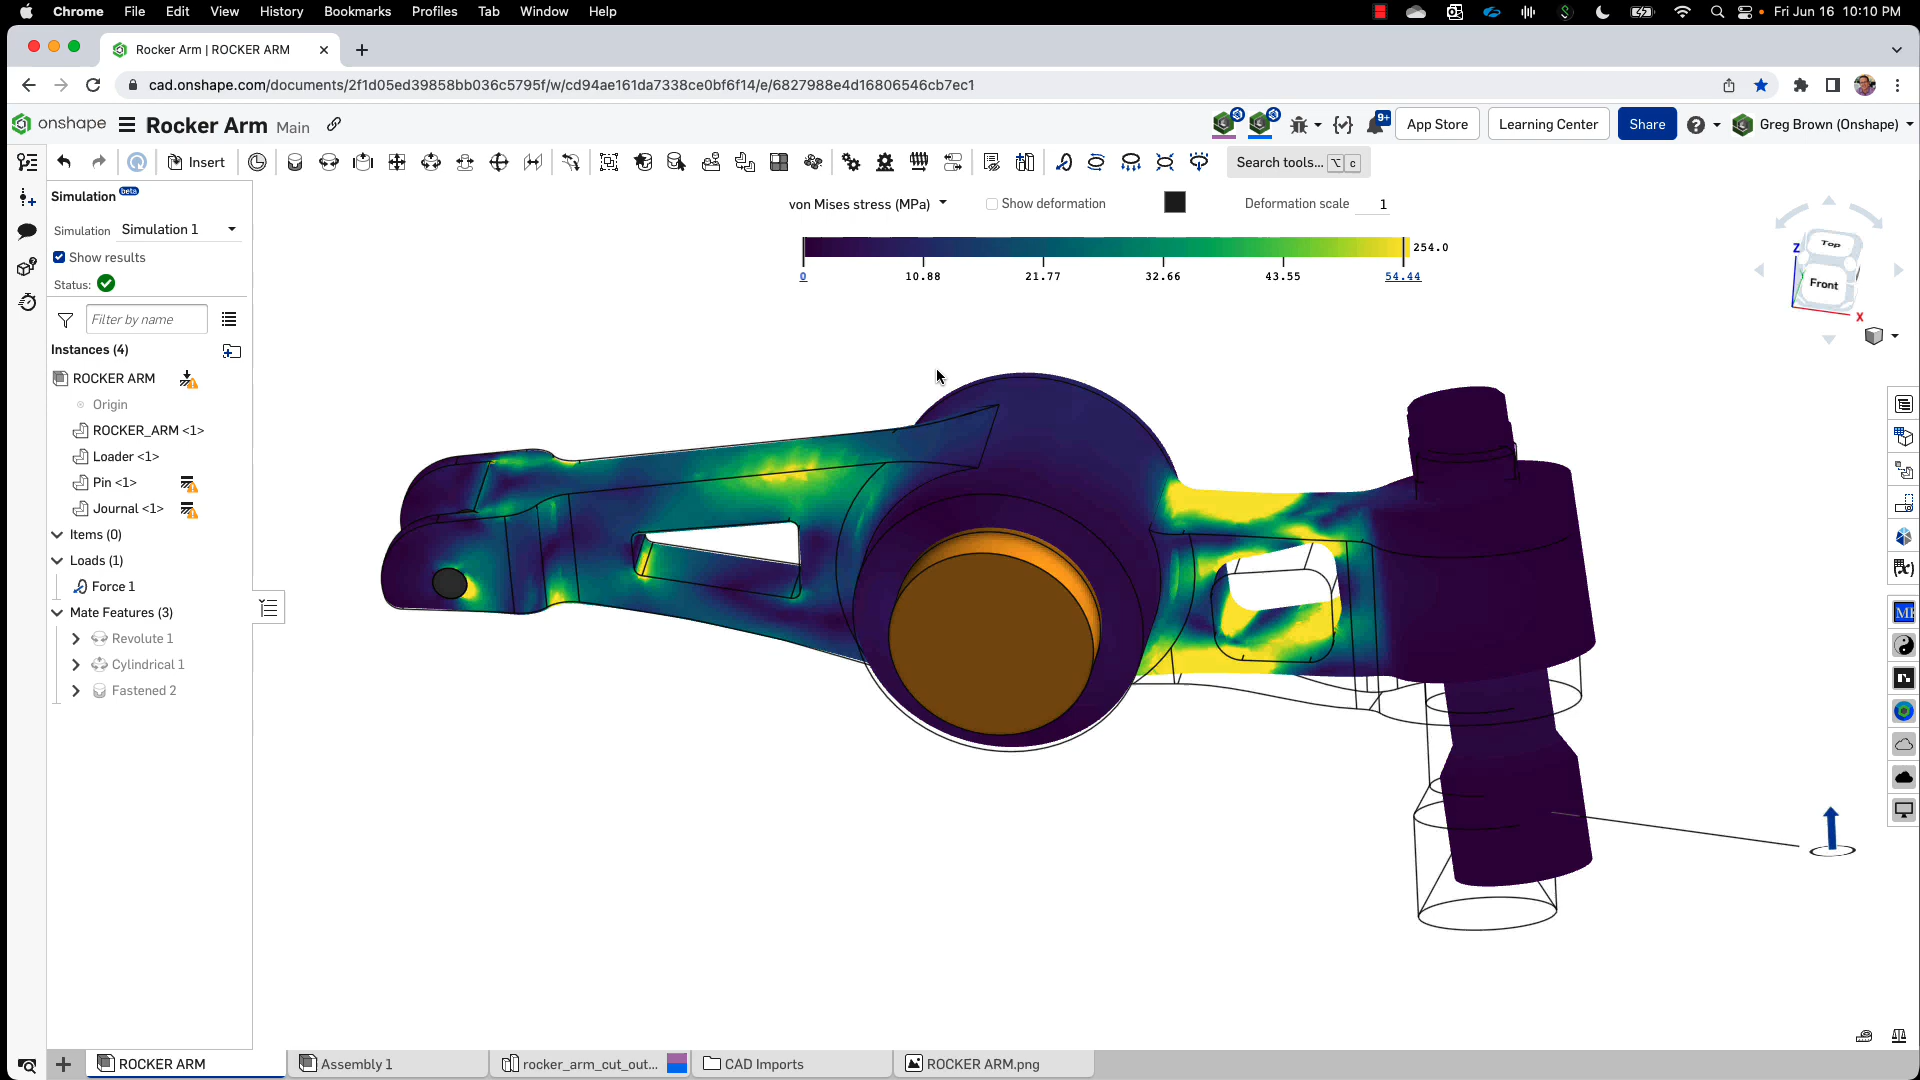 Chrome File Edit View History Bookmarks Profiles Tab Window Help Fri Jun 16 10:10 PM
Rocker Arm | ROCKER ARM
cad.onshape.com/documents/2f1d05ed39858bb036c5795f/w/cd94ae161da7338ce0bf6f14/e/6827988e4d16806546cb7ec1
onshape Rocker Arm Main 9+ App Store Learning Center Share Greg Brown (Onshape)
Insert Search tools... ⌥ c
Simulation beta
von Mises stress (MPa) Show deformation Deformation scale 1
Simulation Simulation 1
254.0
Show results
0 10.88 21.77 32.66 43.55 54.44
Status:
Z Top
Front
X
Filter by name
Instances (4)
ROCKER ARM
Origin
ROCKER_ARM <1>
Loader <1>
Pin <1>
Journal <1>
Items (0)
Loads (1)
Force 1
Mate Features (3)
Revolute 1
Cylindrical 1
Fastened 2
ROCKER ARM Assembly 1 rocker_arm_cut_out... CAD Imports ROCKER ARM.png